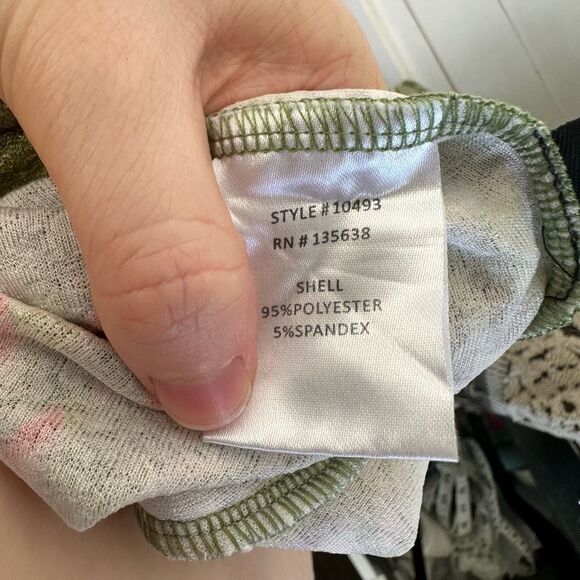 STYLE # 10493
RN # 135638
SHELL
95%POLYESTER
5%SPANDEX